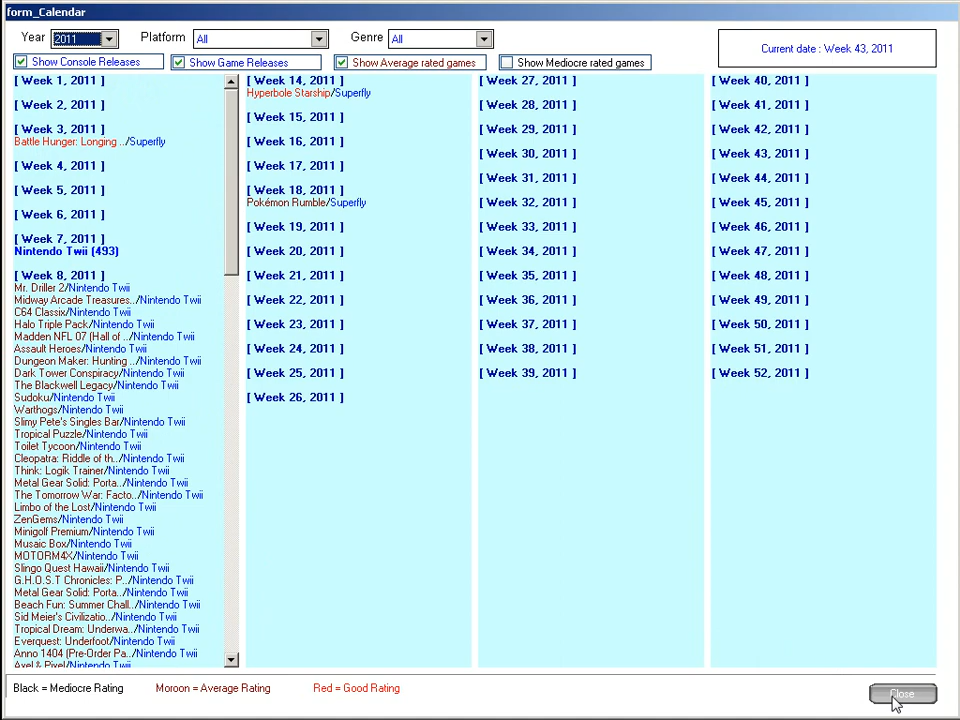 form_Calendar
Year 2011 Platform All Genre All
Current date : Week 43, 2011
Show Console Releases Show Game Releases Show Average rated games Show Mediocre rated games
[ Week 1, 2011 ]
[ Week 2, 2011 ]
[ Week 3, 2011 ]
Battle Hunger: Longing ../Superfly
[ Week 4, 2011 ]
[ Week 5, 2011 ]
[ Week 6, 2011 ]
[ Week 7, 2011 ]
Nintendo Twii (493)
[ Week 8, 2011 ]
Mr. Driller 2/Nintendo Twii
Midway Arcade Treasures../Nintendo Twii
C64 Classix/Nintendo Twii
Halo Triple Pack/Nintendo Twii
Madden NFL 07 (Hall of ../Nintendo Twii
Assault Heroes/Nintendo Twii
Dungeon Maker: Hunting ../Nintendo Twii
Dark Tower Conspiracy/Nintendo Twii
The Blackwell Legacy/Nintendo Twii
Sudoku/Nintendo Twii
Warthogs/Nintendo Twii
Slimy Pete's Singles Bar/Nintendo Twii
Tropical Puzzle/Nintendo Twii
Toilet Tycoon/Nintendo Twii
Cleopatra: Riddle of th../Nintendo Twii
Think: Logik Trainer/Nintendo Twii
Metal Gear Solid: Porta../Nintendo Twii
The Tomorrow War: Facto../Nintendo Twii
Limbo of the Lost/Nintendo Twii
ZenGems/Nintendo Twii
Minigolf Premium/Nintendo Twii
Musaic Box/Nintendo Twii
MOTORM4X/Nintendo Twii
Slingo Quest Hawaii/Nintendo Twii
G.H.O.S.T Chronicles: P../Nintendo Twii
Metal Gear Solid: Porta../Nintendo Twii
Beach Fun: Summer Chall../Nintendo Twii
Sid Meier's Civilizatio../Nintendo Twii
Tropical Dream: Underwa../Nintendo Twii
Everquest: Underfoot/Nintendo Twii
Anno 1404 (Pre-Order Pa../Nintendo Twii
Axel & Pixel/Nintendo Twii
[ Week 14, 2011 ]
Hyperbole Starship/Superfly
[ Week 15, 2011 ]
[ Week 16, 2011 ]
[ Week 17, 2011 ]
[ Week 18, 2011 ]
Pokémon Rumble/Superfly
[ Week 19, 2011 ]
[ Week 20, 2011 ]
[ Week 21, 2011 ]
[ Week 22, 2011 ]
[ Week 23, 2011 ]
[ Week 24, 2011 ]
[ Week 25, 2011 ]
[ Week 26, 2011 ]
[ Week 27, 2011 ]
[ Week 28, 2011 ]
[ Week 29, 2011 ]
[ Week 30, 2011 ]
[ Week 31, 2011 ]
[ Week 32, 2011 ]
[ Week 33, 2011 ]
[ Week 34, 2011 ]
[ Week 35, 2011 ]
[ Week 36, 2011 ]
[ Week 37, 2011 ]
[ Week 38, 2011 ]
[ Week 39, 2011 ]
[ Week 40, 2011 ]
[ Week 41, 2011 ]
[ Week 42, 2011 ]
[ Week 43, 2011 ]
[ Week 44, 2011 ]
[ Week 45, 2011 ]
[ Week 46, 2011 ]
[ Week 47, 2011 ]
[ Week 48, 2011 ]
[ Week 49, 2011 ]
[ Week 50, 2011 ]
[ Week 51, 2011 ]
[ Week 52, 2011 ]
Black = Mediocre Rating Moroon = Average Rating Red = Good Rating
Close